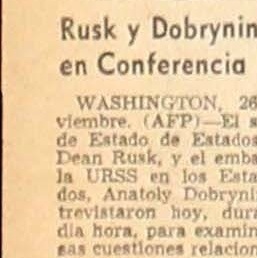 Rusk y Dobrynin
en Conferencia
WASHINGTON, 26
viembre. (AFP)—El s
de Estado de Estados
Dean Rusk, y el emba
la URSS en los Esta
dos, Anatoly Dobryni
trevistaron hoy, dura
día hora, para examin
sas cuestiones relacion